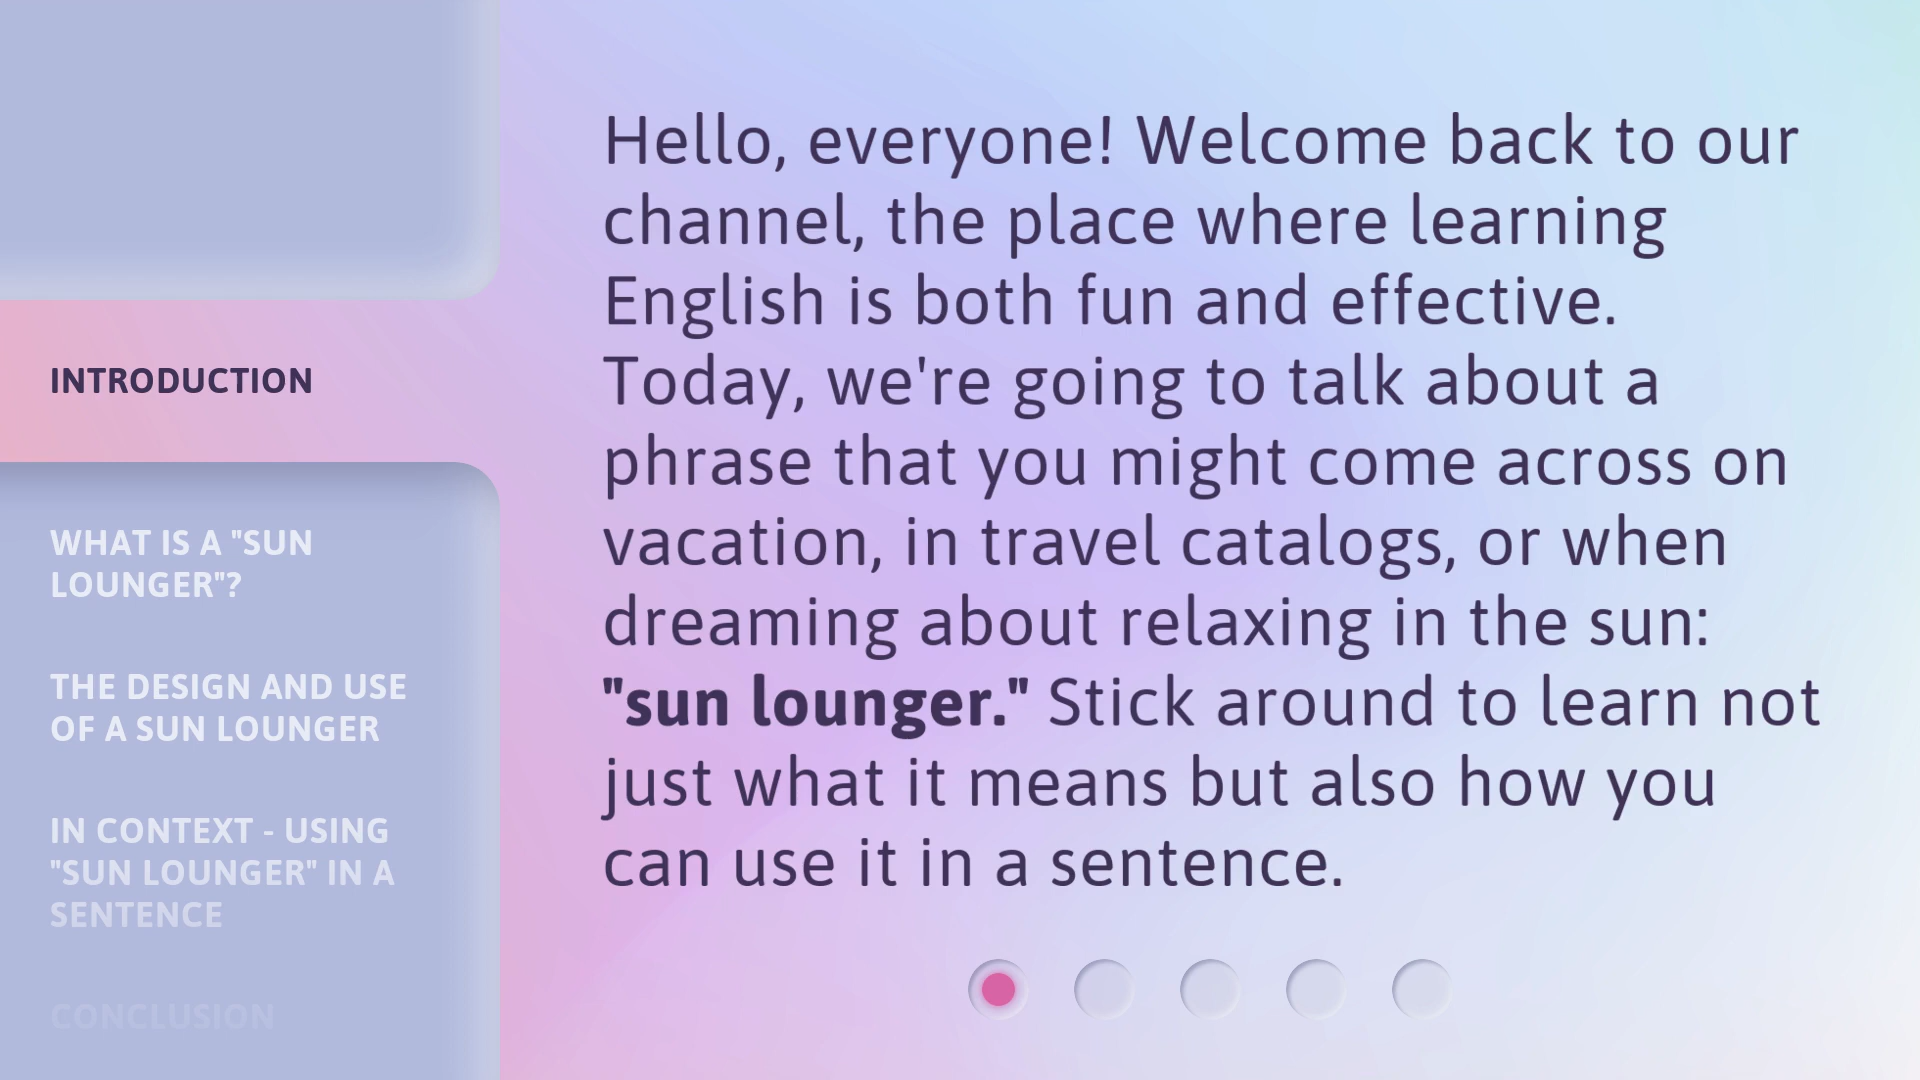 INTRODUCTION
WHAT IS A "SUN
LOUNGER"?
THE DESIGN AND USE
OF A SUN LOUNGER
IN CONTEXT - USING
"SUN LOUNGER" IN A
SENTENCE
CONCLUSION
Hello, everyone! Welcome back to our
channel, the place where learning
English is both fun and effective.
Today, we're going to talk about a
phrase that you might come across on
vacation, in travel catalogs, or when
dreaming about relaxing in the sun:
"sun lounger." Stick around to learn not
just what it means but also how you
can use it in a sentence.